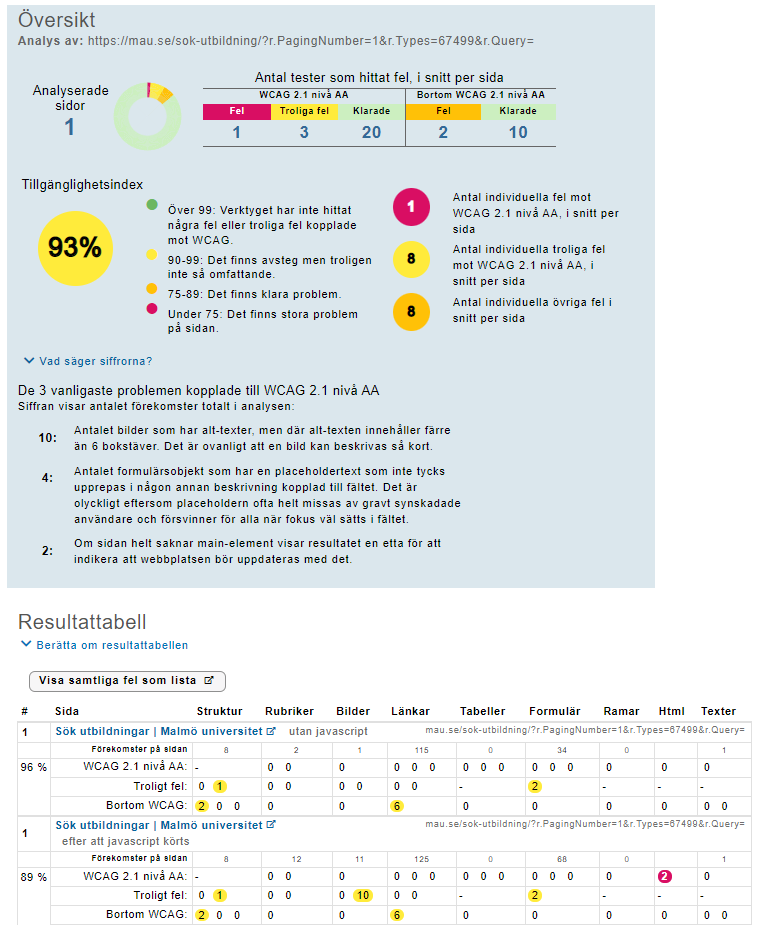 Översikt
Analys av: https://mau.se/sok-utbildning/?r.PagingNumber=1&r.Types=67499&r.Query=
Analyserade
sidor
1
Antal tester som hittat fel, i snitt per sida
WCAG 2.1 nivå AA Bortom WCAG 2.1 nivå AA
Fel Troliga fel Klarade Fel Klarade
1 3 20 2 10
Tillgänglighetsindex
93%
Över 99: Verktyget har inte hittat
några fel eller troliga fel kopplade
mot WCAG.
90-99: Det finns avsteg men troligen
inte så omfattande.
75-89: Det finns klara problem.
Under 75: Det finns stora problem
på sidan.
1
Antal individuella fel mot
WCAG 2.1 nivå AA, i snitt per
sida
8
Antal individuella troliga fel
mot WCAG 2.1 nivå AA, i
snitt per sida
8
Antal individuella övriga fel i
snitt per sida
Vad säger siffrorna?
De 3 vanligaste problemen kopplade till WCAG 2.1 nivå AA
Siffran visar antalet förekomster totalt i analysen:
10: Antalet bilder som har alt-texter, men där alt-texten innehåller färre
än 6 bokstäver. Det är ovanligt att en bild kan beskrivas så kort.
4: Antalet formulärsobjekt som har en placeholdertext som inte tycks
upprepas i någon annan beskrivning kopplad till fältet. Det är
olyckligt eftersom placeholdern ofta helt missas av gravt synskadade
användare och försvinner för alla när fokus väl sätts i fältet.
2: Om sidan helt saknar main-element visar resultatet en etta för att
indikera att webbplatsen bör uppdateras med det.
Resultattabell
Berätta om resultattabellen
Visa samtliga fel som lista
# Sida Struktur Rubriker Bilder Länkar Tabeller Formulär Ramar Html Texter
1 Sök utbildningar | Malmö universitet utan javascript mau.se/sok-utbildning/?r.PagingNumber=1&r.Types=67499&r.Query=
Förekomster på sidan 8 2 1 115 0 34 0 1
96 % WCAG 2.1 nivå AA: - 0 0 0 0 0 0 0 0 0 0 0 0 0 0 0
Troligt fel: 0 1 0 0 0 0 0 0 - 2 - - -
Bortom WCAG: 2 0 0 0 0 6 0 0 0 0 0 0
1 Sök utbildningar | Malmö universitet mau.se/sok-utbildning/?r.PagingNumber=1&r.Types=67499&r.Query=
efter att javascript körts
Förekomster på sidan 8 12 11 125 0 68 0 1
89 % WCAG 2.1 nivå AA: - 0 0 0 0 0 0 0 0 0 0 0 0 0 2 0
Troligt fel: 0 1 0 0 0 10 0 0 - 2 - - -
Bortom WCAG: 2 0 0 0 0 6 0 0 0 0 0 0